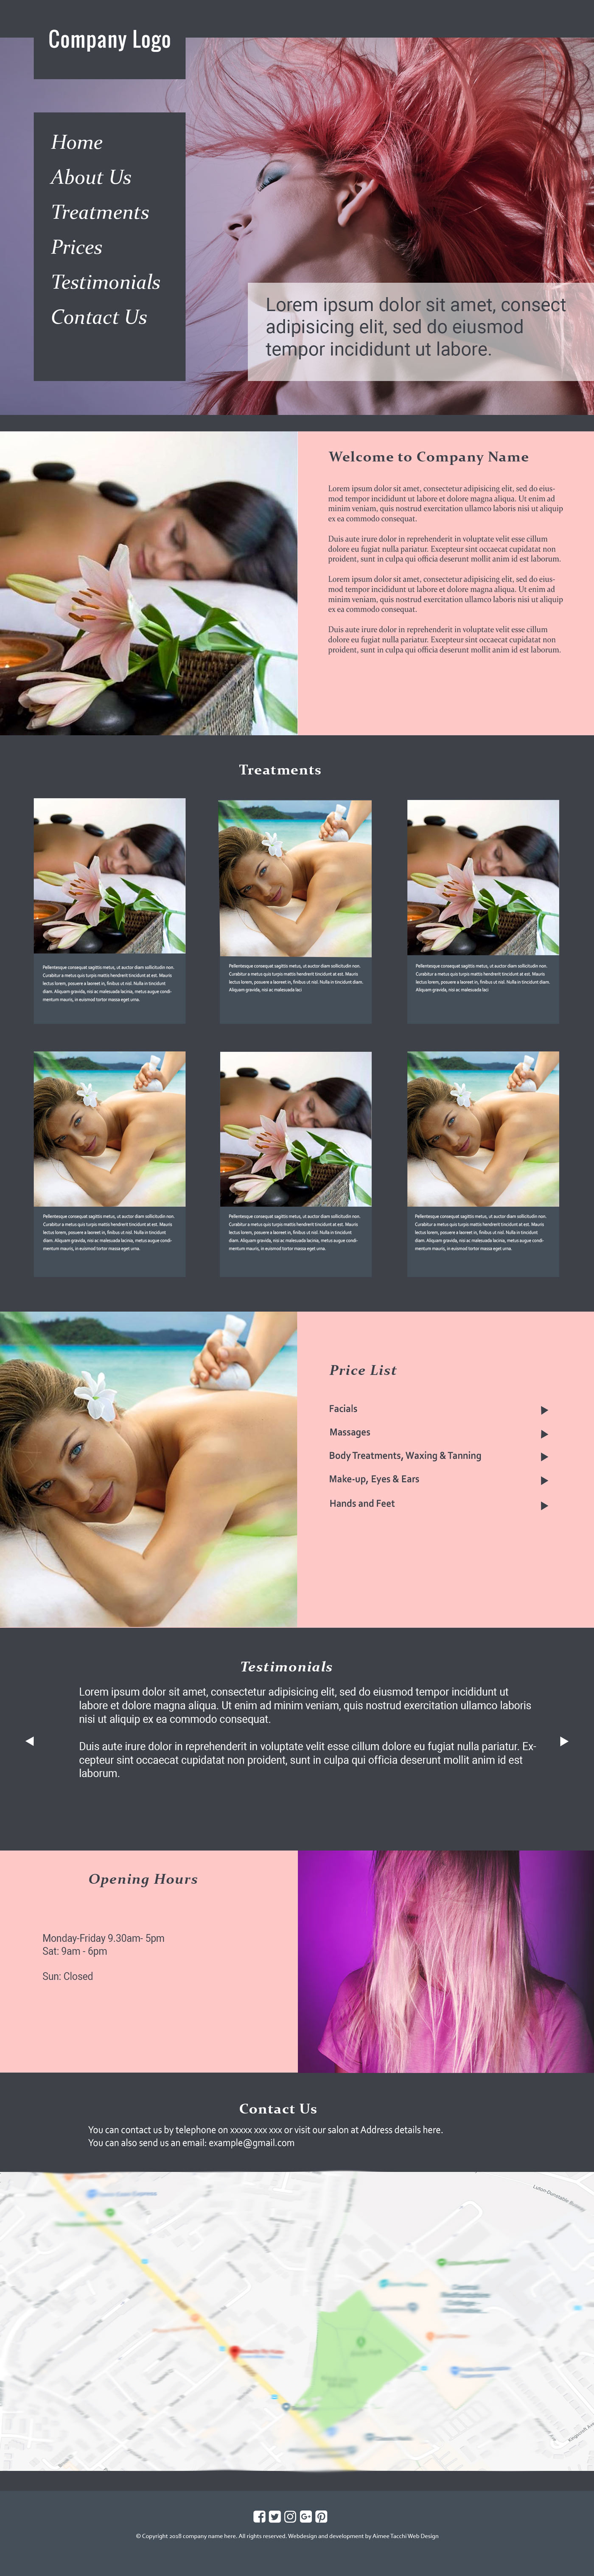 Company Logo
Home
About Us
Treatments
Prices
Testimonials
Contact Us
Lorem ipsum dolor sit amet, consect
adipisicing elit, sed do eiusmod
tempor incididunt ut labore.
Welcome to Company Name
Lorem ipsum dolor sit amet, consectetur adipisicing elit, sed do eius-
mod tempor incididunt ut labore et dolore magna aliqua. Ut enim ad
minim veniam, quis nostrud exercitation ullamco laboris nisi ut aliquip
ex ea commodo consequat.
Duis aute irure dolor in reprehenderit in voluptate velit esse cillum
dolore eu fugiat nulla pariatur. Excepteur sint occaecat cupidatat non
proident, sunt in culpa qui officia deserunt mollit anim id est laborum.
Lorem ipsum dolor sit amet, consectetur adipisicing elit, sed do eius-
mod tempor incididunt ut labore et dolore magna aliqua. Ut enim ad
minim veniam, quis nostrud exercitation ullamco laboris nisi ut aliquip
ex ea commodo consequat.
Duis aute irure dolor in reprehenderit in voluptate velit esse cillum
dolore eu fugiat nulla pariatur. Excepteur sint occaecat cupidatat non
proident, sunt in culpa qui officia deserunt mollit anim id est laborum.
Treatments
Pellentesque consequat sagittis metus, ut auctor diam sollicitudin non.
Curabitur a metus quis turpis mattis hendrerit tincidunt at est. Mauris
lectus lorem, posuere a laoreet in, finibus ut nisl. Nulla in tincidunt
diam. Aliquam gravida, nisi ac malesuada lacinia, metus augue condi-
mentum mauris, in euismod tortor massa eget urna.
Pellentesque consequat sagittis metus, ut auctor diam sollicitudin non.
Curabitur a metus quis turpis mattis hendrerit tincidunt at est. Mauris
lectus lorem, posuere a laoreet in, finibus ut nisl. Nulla in tincidunt diam.
Aliquam gravida, nisi ac malesuada laci
Pellentesque consequat sagittis metus, ut auctor diam sollicitudin non.
Curabitur a metus quis turpis mattis hendrerit tincidunt at est. Mauris
lectus lorem, posuere a laoreet in, finibus ut nisl. Nulla in tincidunt diam.
Aliquam gravida, nisi ac malesuada laci
Pellentesque consequat sagittis metus, ut auctor diam sollicitudin non.
Curabitur a metus quis turpis mattis hendrerit tincidunt at est. Mauris
lectus lorem, posuere a laoreet in, finibus ut nisl. Nulla in tincidunt
diam. Aliquam gravida, nisi ac malesuada lacinia, metus augue condi-
mentum mauris, in euismod tortor massa eget urna.
Pellentesque consequat sagittis metus, ut auctor diam sollicitudin non.
Curabitur a metus quis turpis mattis hendrerit tincidunt at est. Mauris
lectus lorem, posuere a laoreet in, finibus ut nisl. Nulla in tincidunt
diam. Aliquam gravida, nisi ac malesuada lacinia, metus augue condi-
mentum mauris, in euismod tortor massa eget urna.
Pellentesque consequat sagittis metus, ut auctor diam sollicitudin non.
Curabitur a metus quis turpis mattis hendrerit tincidunt at est. Mauris
lectus lorem, posuere a laoreet in, finibus ut nisl. Nulla in tincidunt
diam. Aliquam gravida, nisi ac malesuada lacinia, metus augue condi-
mentum mauris, in euismod tortor massa eget urna.
Price List
Facials
Massages
Body Treatments, Waxing & Tanning
Make-up, Eyes & Ears
Hands and Feet
Testimonials
Lorem ipsum dolor sit amet, consectetur adipisicing elit, sed do eiusmod tempor incididunt ut
labore et dolore magna aliqua. Ut enim ad minim veniam, quis nostrud exercitation ullamco laboris
nisi ut aliquip ex ea commodo consequat.
Duis aute irure dolor in reprehenderit in voluptate velit esse cillum dolore eu fugiat nulla pariatur. Ex-
cepteur sint occaecat cupidatat non proident, sunt in culpa qui officia deserunt mollit anim id est
laborum.
Opening Hours
Monday-Friday 9.30am- 5pm
Sat: 9am - 6pm
Sun: Closed
Contact Us
You can contact us by telephone on xxxxx xxx xxx or visit our salon at Address details here.
You can also send us an email: example@gmail.com
© Copyright 2018 company name here. All rights reserved. Webdesign and development by Aimee Tacchi Web Design